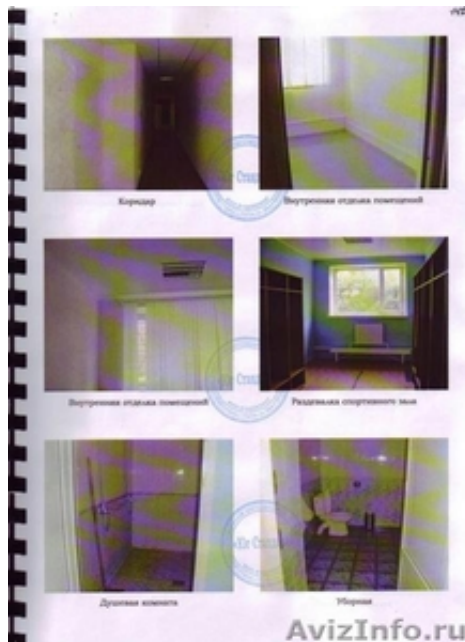 Коридор
Внутренняя отделка помещений
Внутренняя отделка помещений
Раздевалка спортивного зала
Душевая комната
Уборная
AvizInfo.ru